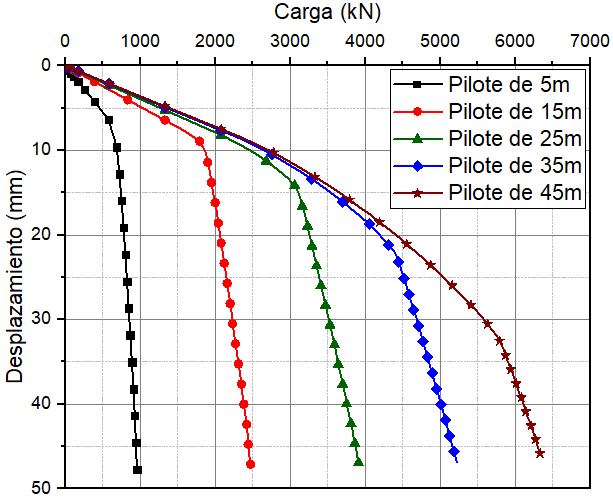 Carga (kN)
0 1000 2000 3000 4000 5000 6000 7000
0
10
20
30
40
50
Desplazamiento (mm)
Pilote de 5m
Pilote de 15m
Pilote de 25m
Pilote de 35m
Pilote de 45m